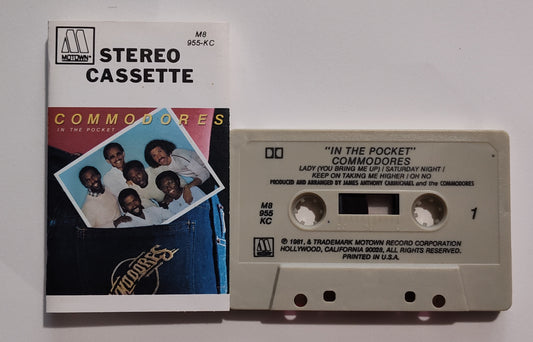 M
MOTOWN
M8
955-KC
STEREO
CASSETTE
COMMODORES
IN THE POCKET
COMMODORES
"IN THE POCKET"
COMMODORES
LADY (YOU BRING ME UP) / SATURDAY NIGHT /
KEEP ON TAKING ME HIGHER / OH NO
PRODUCED AND ARRANGED BY JAMES ANTHONY CARMICHAEL and the COMMODORES
M8
955
KC
1
M
MOTOWN
℗ 1981, & TRADEMARK MOTOWN RECORD CORPORATION
HOLLYWOOD, CALIFORNIA 90028, ALL RIGHTS RESERVED.
PRINTED IN U.S.A.